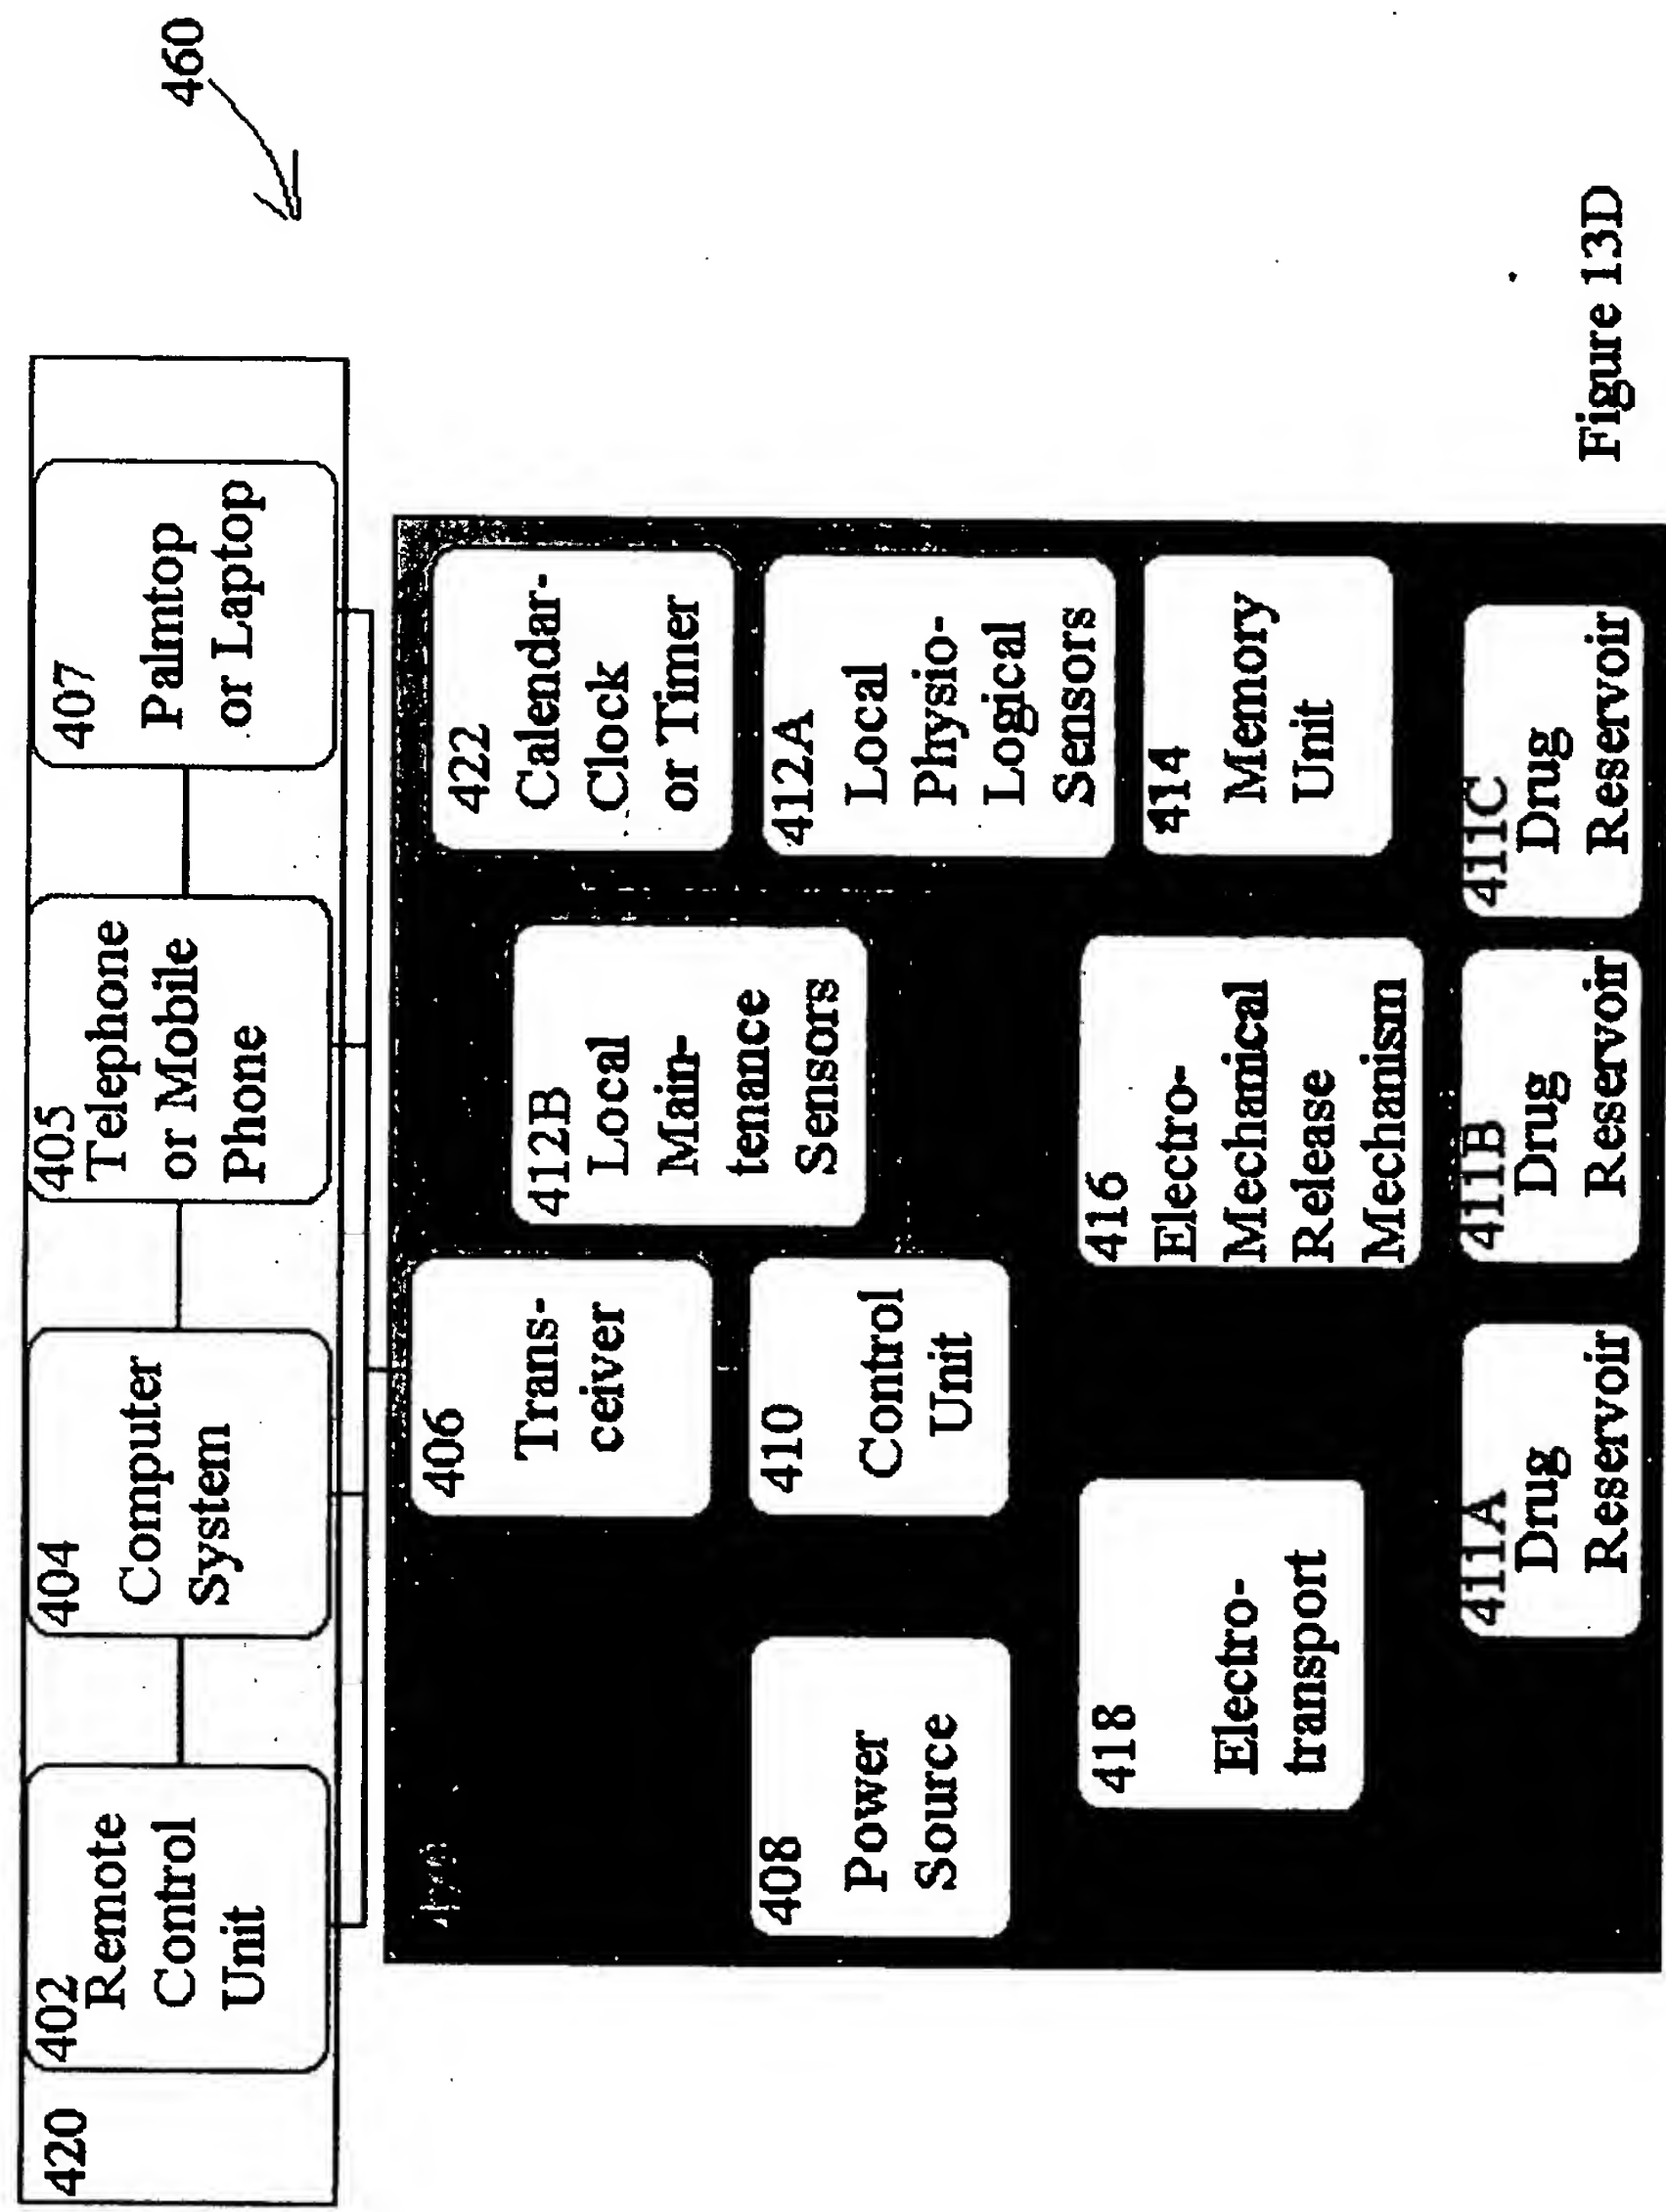 460
420
402
Remote
Control
Unit
404
Computer
System
405
Telephone
or Mobile
Phone
407
Palmtop
or Laptop
406
Trans-
ceiver
412B
Local
Main-
tenance
Sensors
422
Calendar-
Clock
or Timer
408
Power
Source
410
Control
Unit
412A
Local
Physio-
Logical
Sensors
418
Electro-
transport
416
Electro-
Mechanical
Release
Mechanism
414
Memory
Unit
411A
Drug
Reservoir
411B
Drug
Reservoir
411C
Drug
Reservoir
Figure 13D